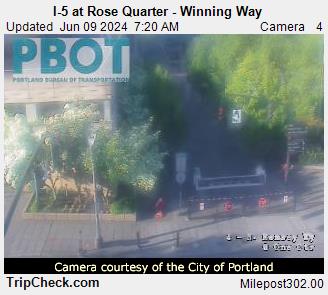 I-5 at Rose Quarter - Winning Way
Updated Jun 09 2024 7:20 AM Camera 4
PBOT
PORTLAND BUREAU OF TRANSPORTATION
Camera courtesy of the City of Portland
TripCheck.com Milepost302.00